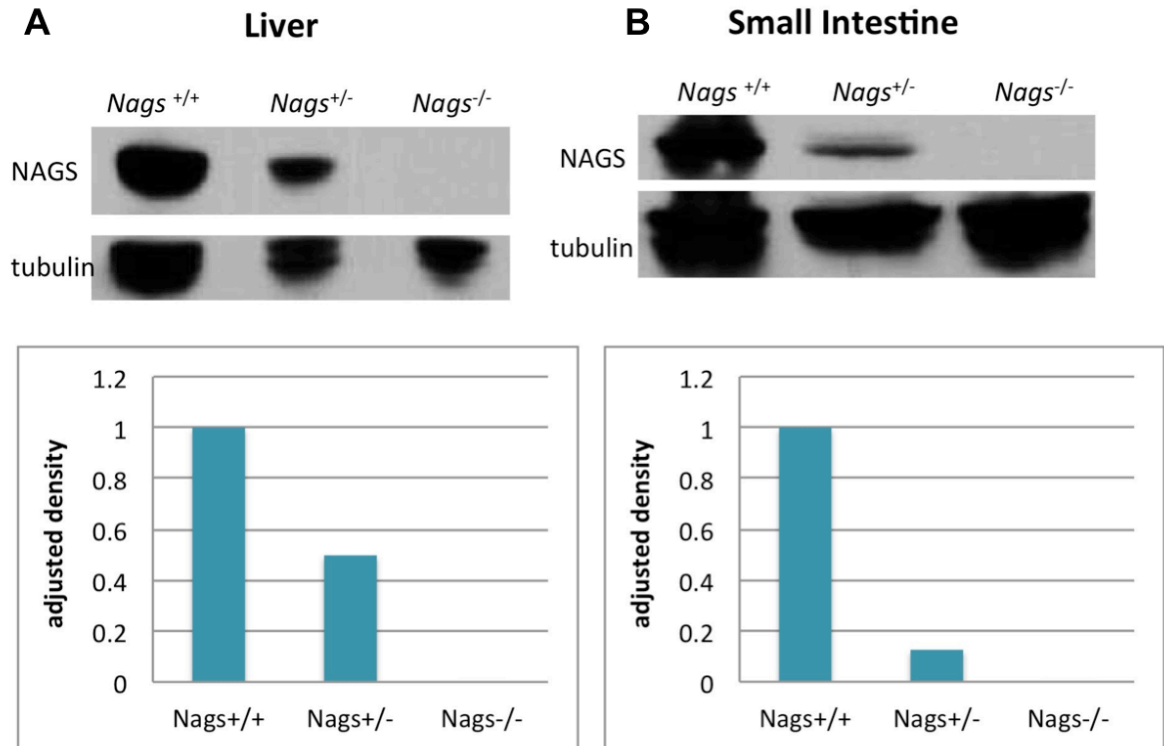 A Liver
Nags +/+ Nags+/- Nags-/-
NAGS
tubulin
1.2
1
0.8
0.6
0.4
0.2
0
adjusted density
Nags+/+ Nags+/- Nags-/-
B Small Intestine
Nags +/+ Nags+/- Nags-/-
NAGS
tubulin
1.2
1
0.8
0.6
0.4
0.2
0
adjusted density
Nags+/+ Nags+/- Nags-/-